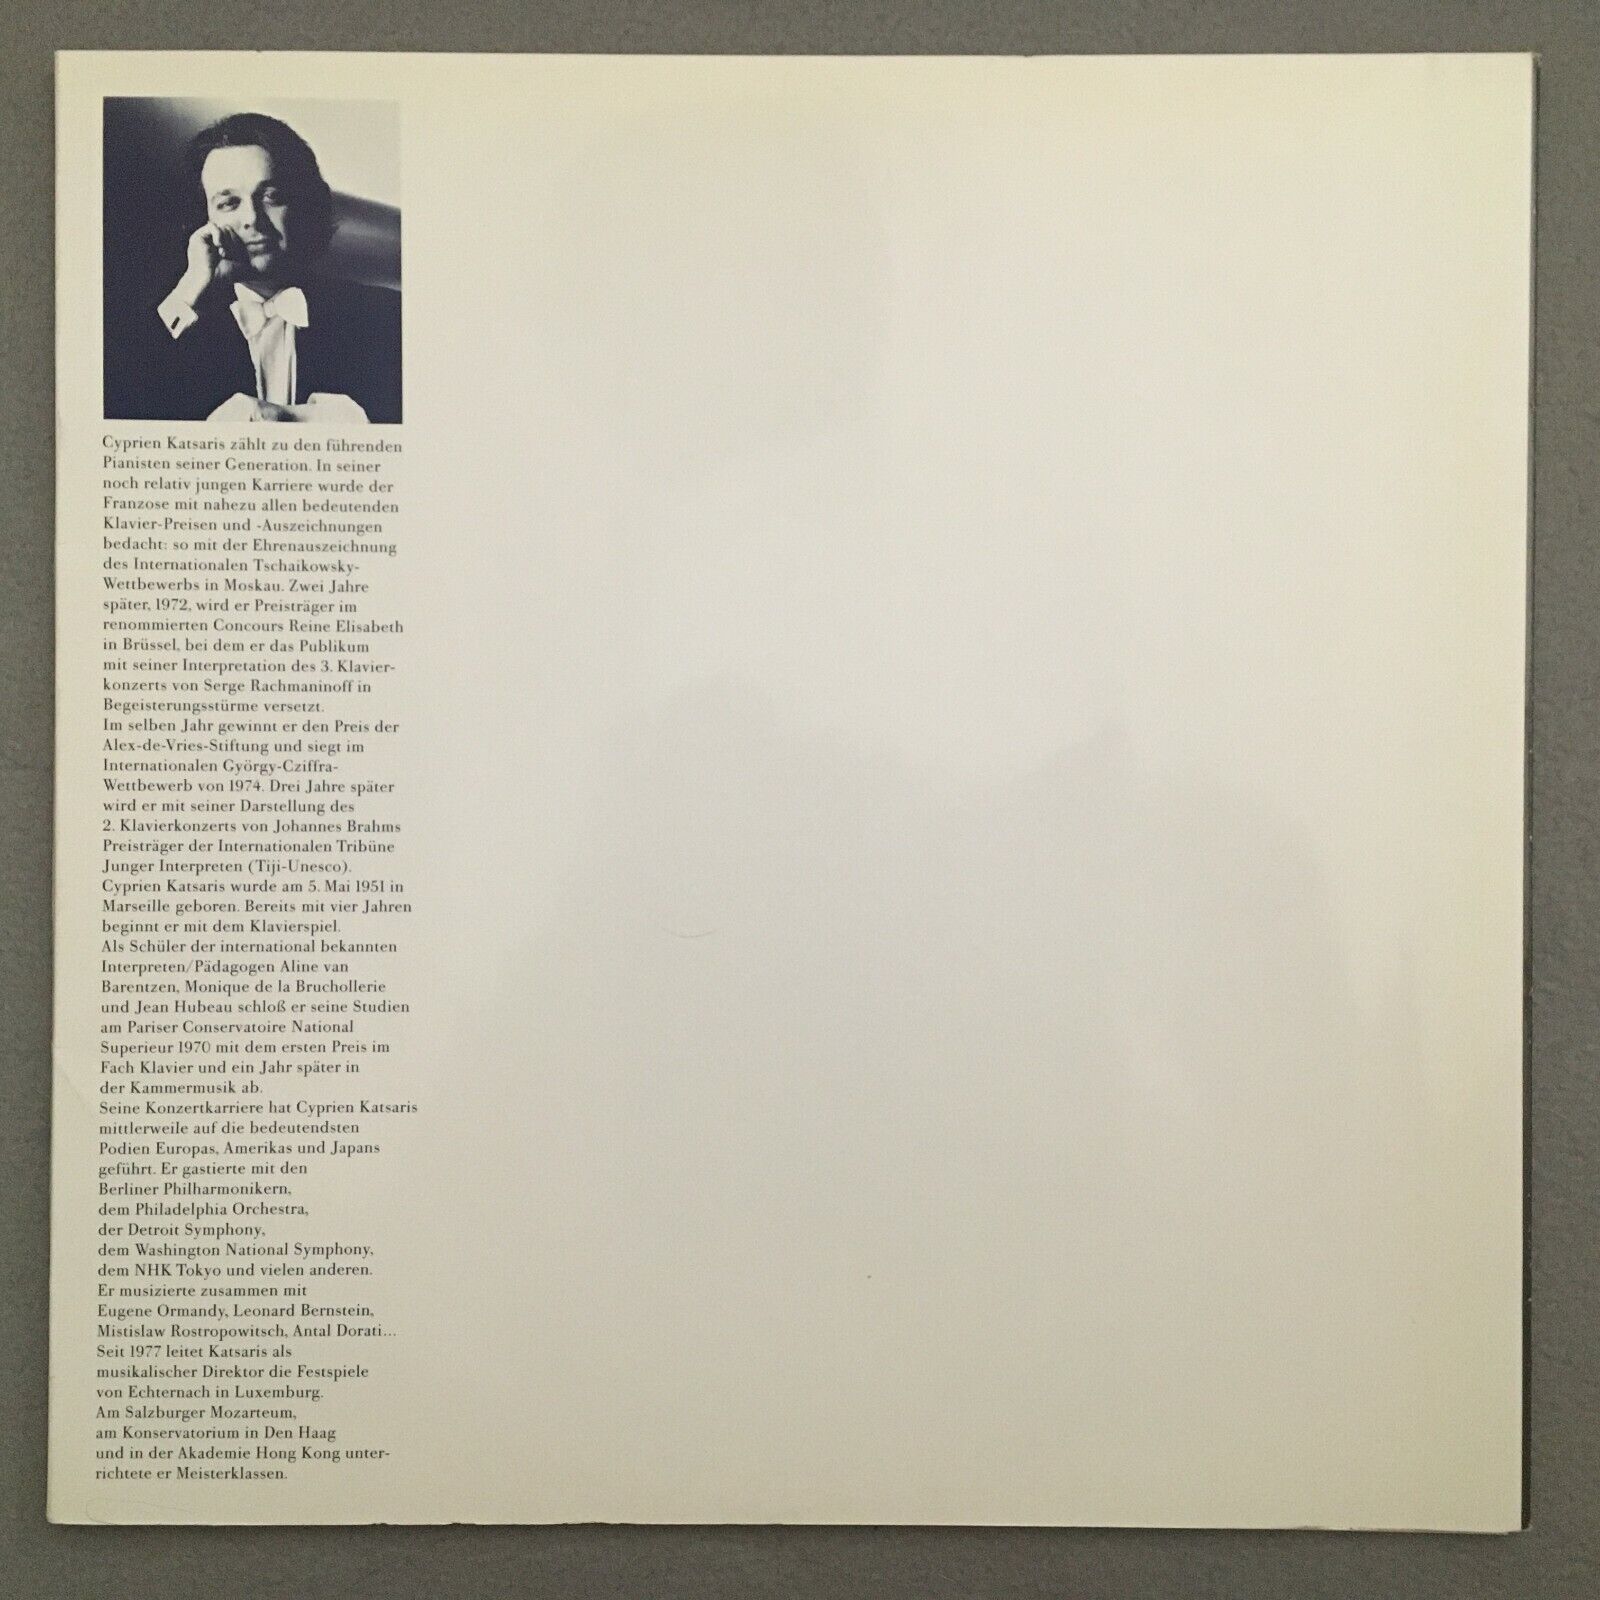 Cyprien Katsaris zählt zu den führenden
Pianisten seiner Generation. In seiner
noch relativ jungen Karriere wurde der
Franzose mit nahezu allen bedeutenden
Klavier-Preisen und -Auszeichnungen
bedacht: so mit der Ehrenauszeichnung
des Internationalen Tschaikowsky-
Wettbewerbs in Moskau. Zwei Jahre
später, 1972, wird er Preisträger im
renommierten Concours Reine Elisabeth
in Brüssel, bei dem er das Publikum
mit seiner Interpretation des 3. Klavier-
konzerts von Serge Rachmaninoff in
Begeisterungsstürme versetzt.
Im selben Jahr gewinnt er den Preis der
Alex-de-Vries-Stiftung und siegt im
Internationalen György-Cziffra-
Wettbewerb von 1974. Drei Jahre später
wird er mit seiner Darstellung des
2. Klavierkonzerts von Johannes Brahms
Preisträger der Internationalen Tribüne
Junger Interpreten (Tiji-Unesco).
Cyprien Katsaris wurde am 5. Mai 1951 in
Marseille geboren. Bereits mit vier Jahren
beginnt er mit dem Klavierspiel.
Als Schüler der international bekannten
Interpreten/Pädagogen Aline van
Barentzen, Monique de la Bruchollerie
und Jean Hubeau schloß er seine Studien
am Pariser Conservatoire National
Superieur 1970 mit dem ersten Preis im
Fach Klavier und ein Jahr später in
der Kammermusik ab.
Seine Konzertkarriere hat Cyprien Katsaris
mittlerweile auf die bedeutendsten
Podien Europas, Amerikas und Japans
geführt. Er gastierte mit den
Berliner Philharmonikern,
dem Philadelphia Orchestra,
der Detroit Symphony,
dem Washington National Symphony,
dem NHK Tokyo und vielen anderen.
Er musizierte zusammen mit
Eugene Ormandy, Leonard Bernstein,
Mistislaw Rostropowitsch, Antal Dorati...
Seit 1977 leitet Katsaris als
musikalischer Direktor die Festspiele
von Echternach in Luxemburg.
Am Salzburger Mozarteum,
am Konservatorium in Den Haag
und in der Akademie Hong Kong unter-
richtete er Meisterklassen.